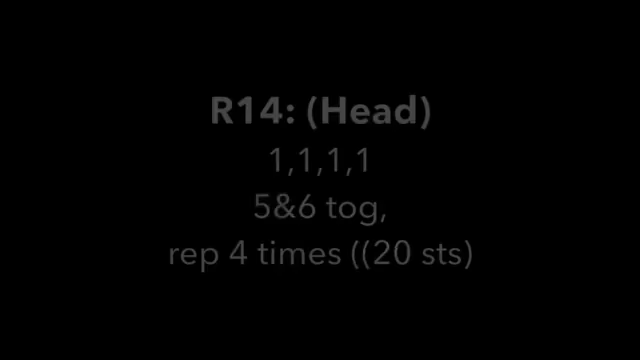 R14: (Head)
1,1,1,1
5&6 tog,
rep 4 times ((20 sts)